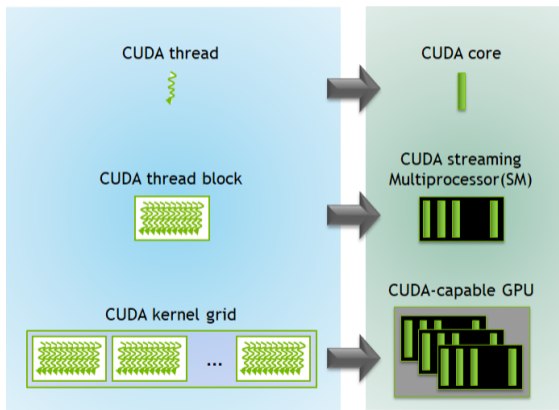 CUDA thread
CUDA core
CUDA thread block
CUDA streaming
Multiprocessor(SM)
CUDA kernel grid
...
CUDA-capable GPU